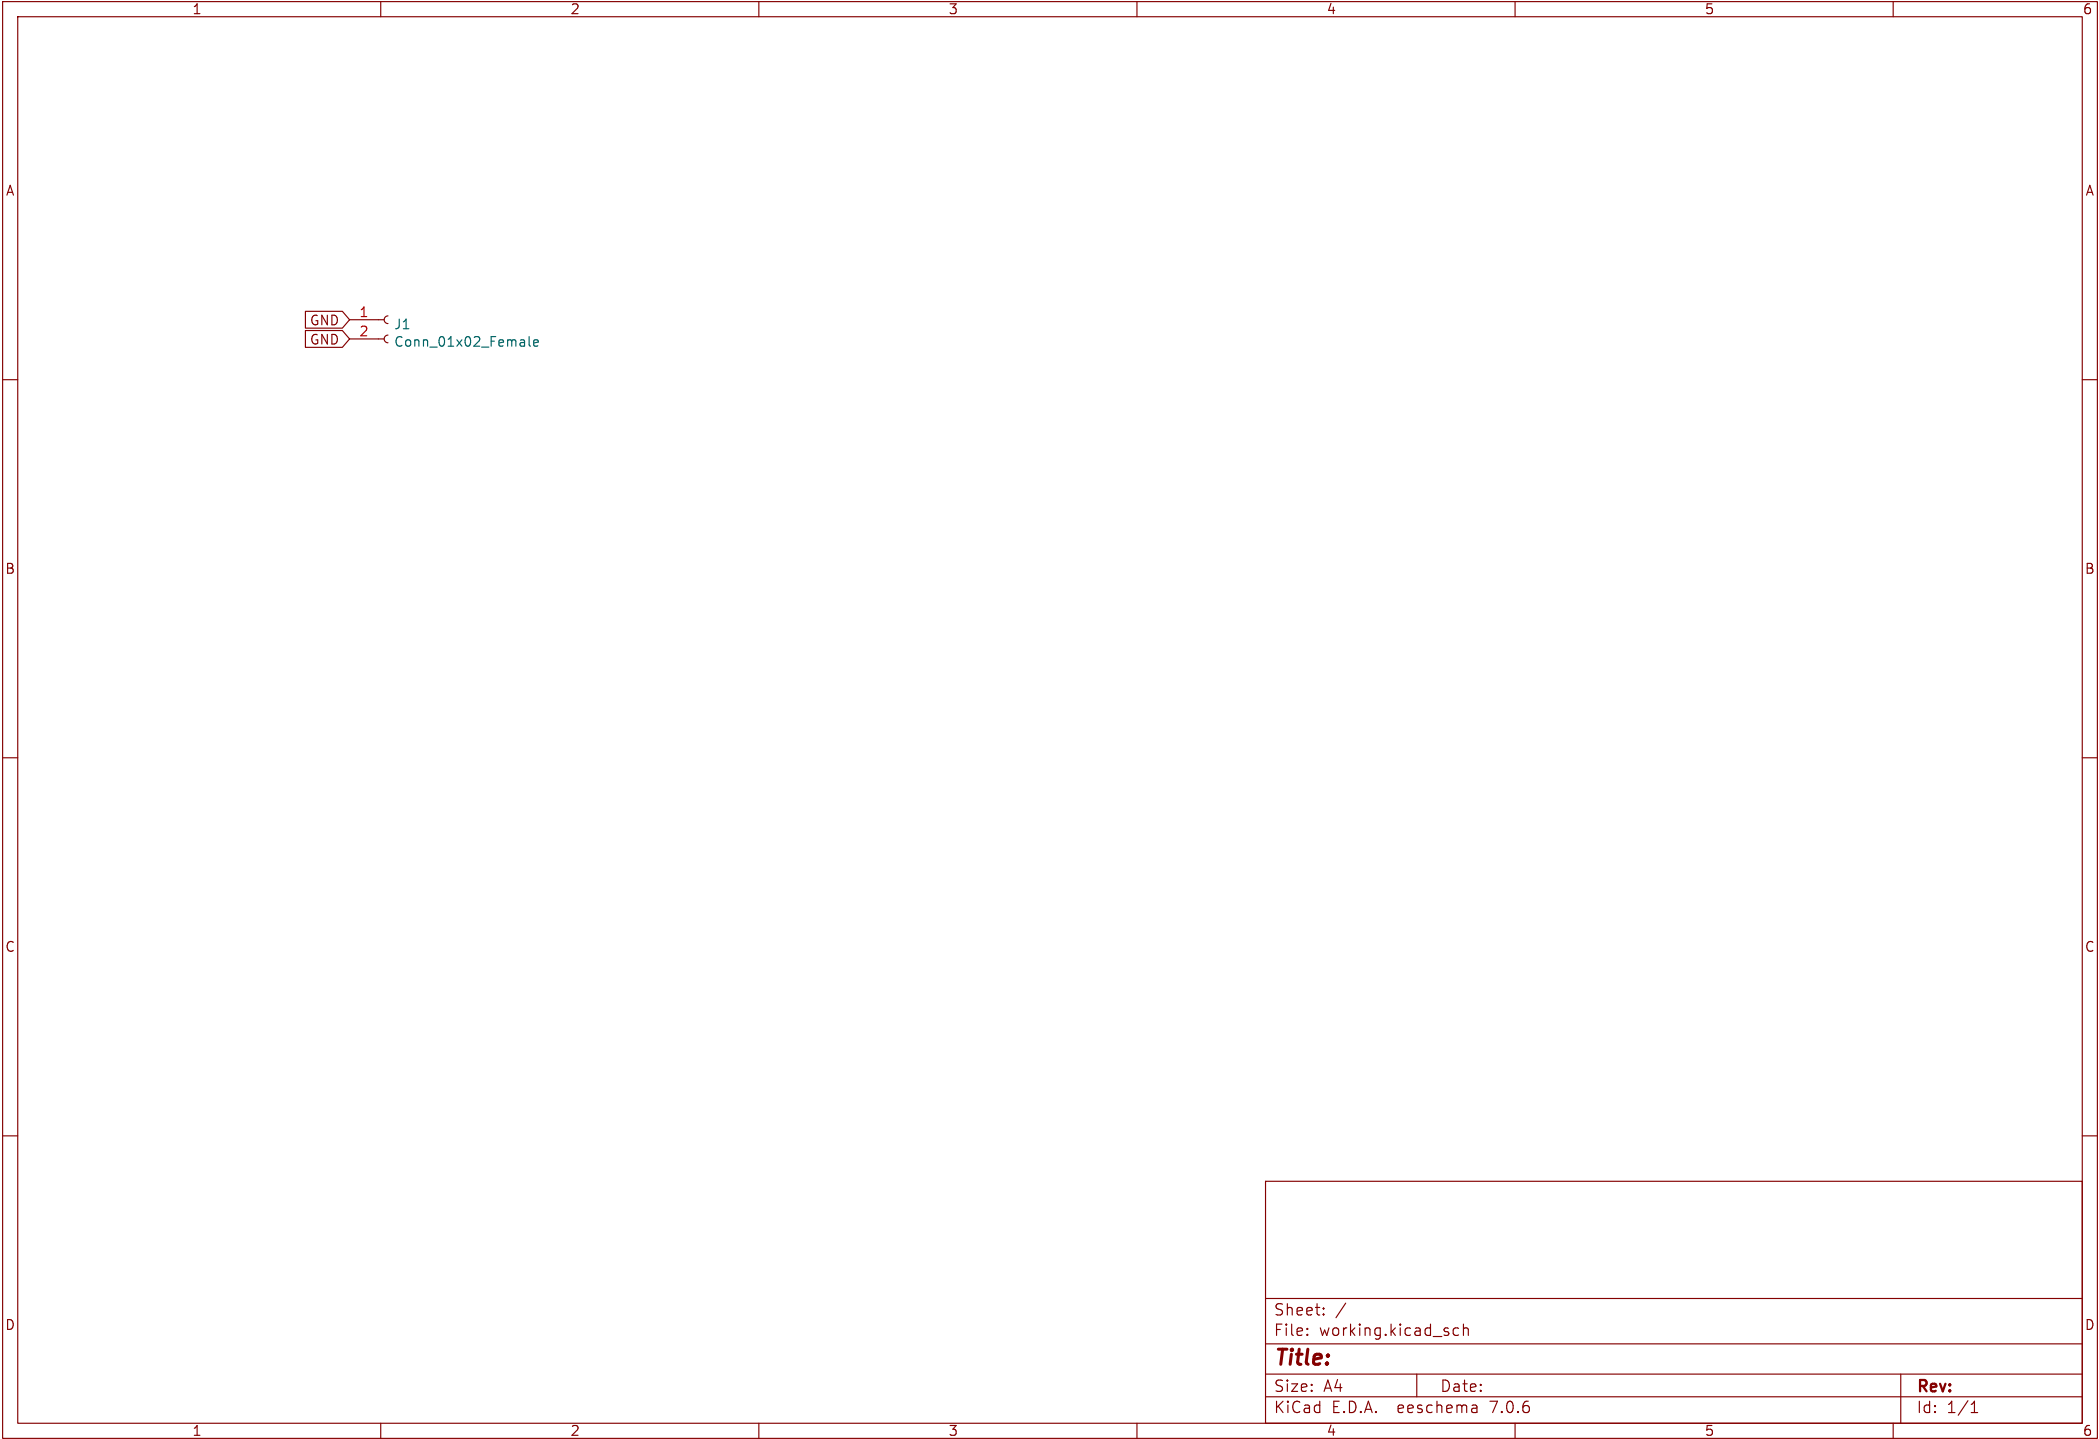 1 2 3 4 5 6
A A
GND 1 J1
GND 2 Conn_01x02_Female
B B
C C
Sheet: /
File: working.kicad_sch
D D
Title:
Size: A4 Date: Rev:
KiCad E.D.A. eeschema 7.0.6 Id: 1/1
1 2 3 4 5 6